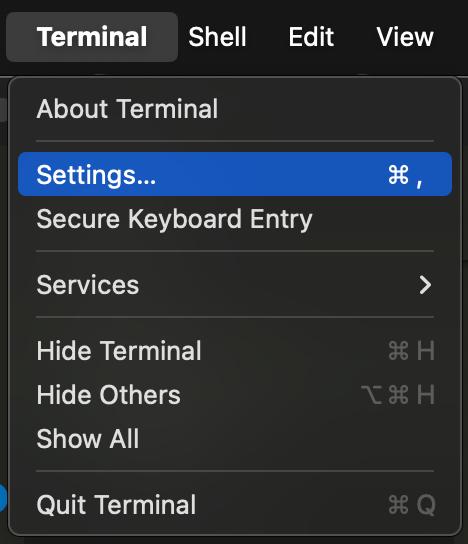 Terminal Shell Edit View
About Terminal
Settings... ⌘ ,
Secure Keyboard Entry
Services
Hide Terminal ⌘ H
Hide Others ⌥ ⌘ H
Show All
Quit Terminal ⌘ Q